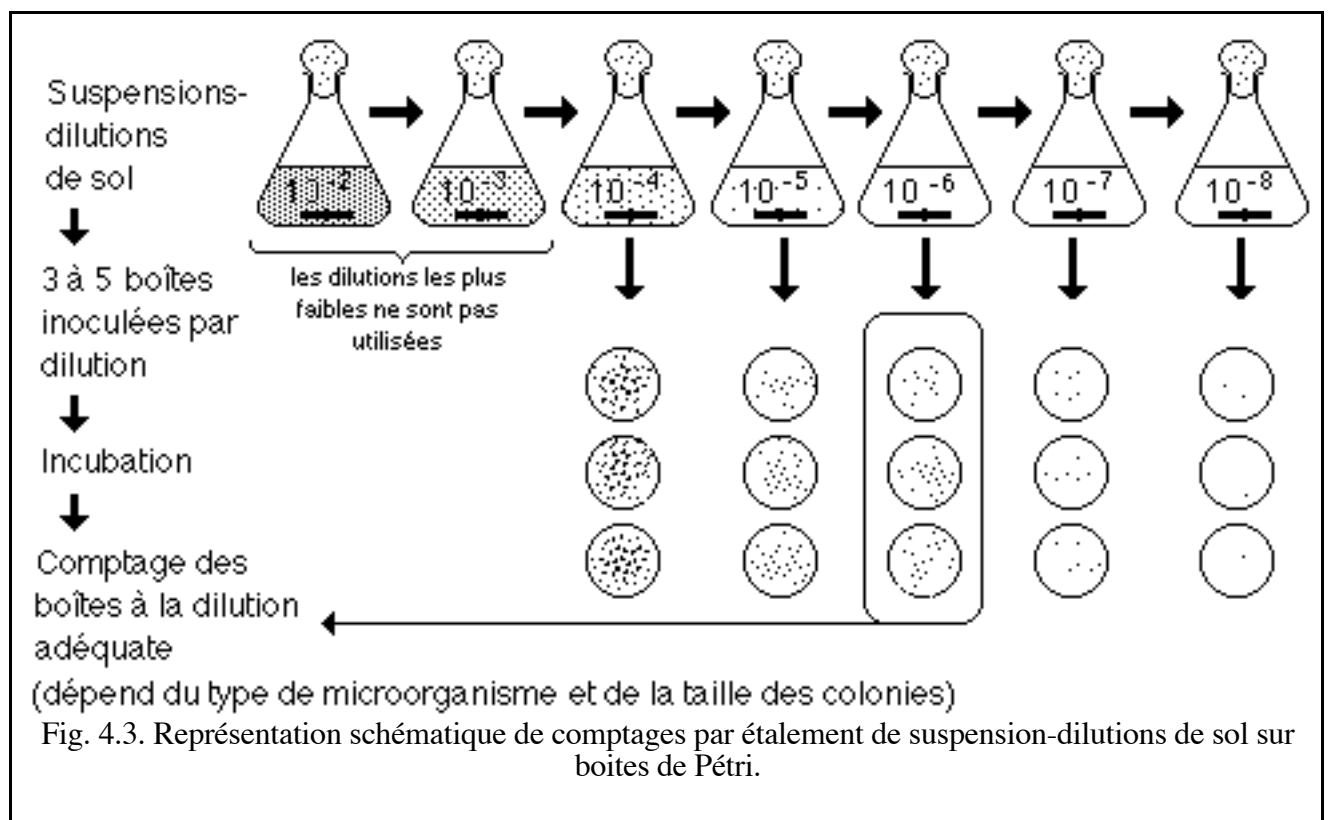 Suspensions-
dilutions
de sol
10-2
10-3
10-4
10-5
10-6
10-7
10-8
3 à 5 boîtes
inoculées par
dilution
les dilutions les plus
faibles ne sont pas
utilisées
Incubation
Comptage des
boîtes à la dilution
adéquate
(dépend du type de microorganisme et de la taille des colonies)
Fig. 4.3. Représentation schématique de comptages par étalement de suspension-dilutions de sol sur
boites de Pétri.